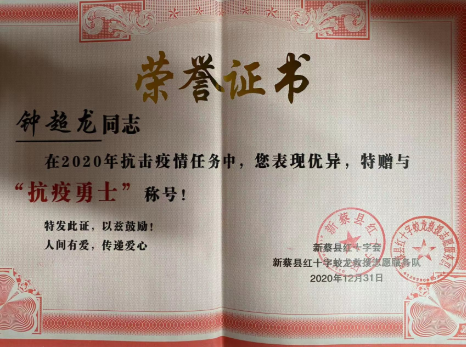 荣誉证书
钟超龙同志
在2020年抗击疫情任务中，您表现优异，特赠与
“抗疫勇士”称号！
特发此证，以兹鼓励！
人间有爱，传递爱心
新蔡县红十字会
新蔡县红十字蛟龙救援志愿服务队
2020年12月31日